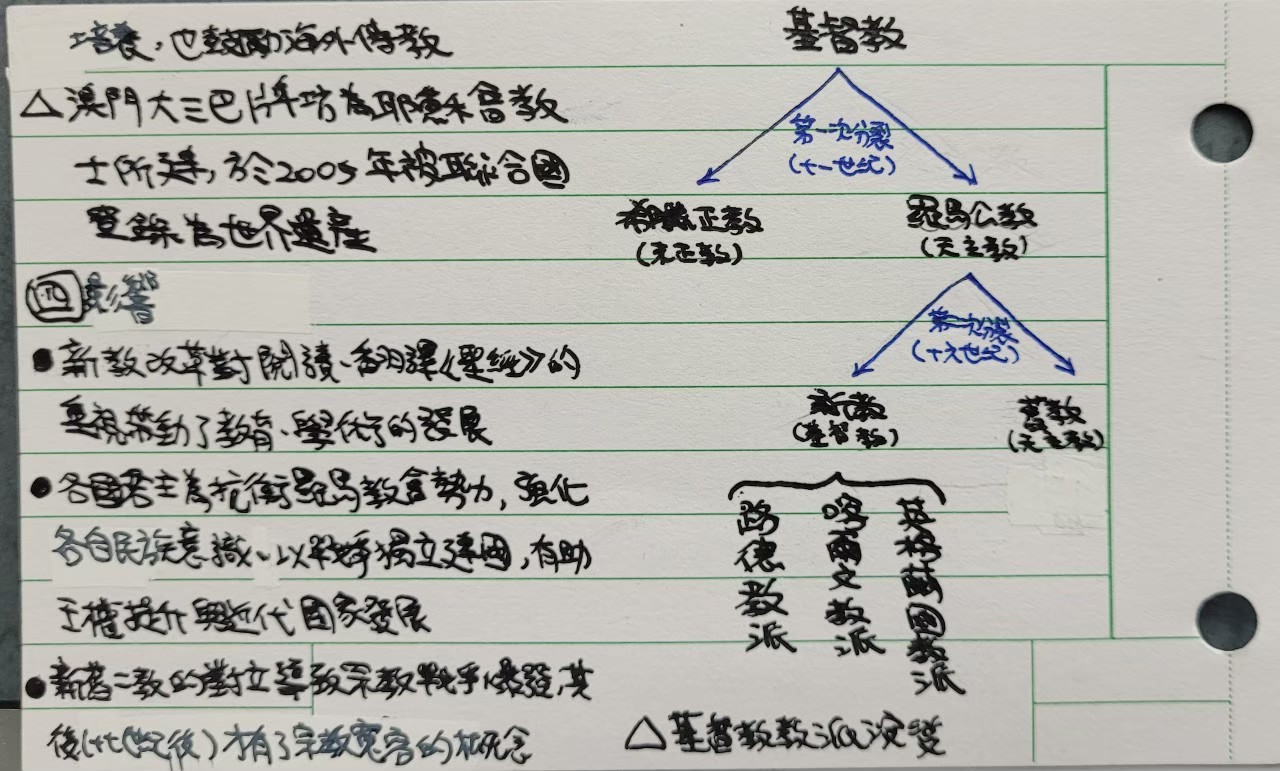 培養，也鼓動海外傳教
△澳門大三巴牌坊為耶穌會教
士所建，於2005年被聯合國
登錄為世界遺產
四影響
●新教改革對閱讀、翻譯《聖經》的
重視帶動了教育、學術的發展
●各國君主為抗衡羅馬教會勢力，強化
各自民族意識、以戰爭獨立建國，有助
王權提升與近代國家發展
●新舊二教的對立導致宗教戰爭爆發，其
後(十七世紀後)才有了宗教寬容的概念
基督教
第一次分裂
(十一世紀)
希臘正教
(東正教)
羅馬公教
(天主教)
第二次分裂
(十六世紀)
新教
(基督教)
舊教
(天主教)
路德教派
喀爾文教派
英格蘭國教派
△基督教教派演變